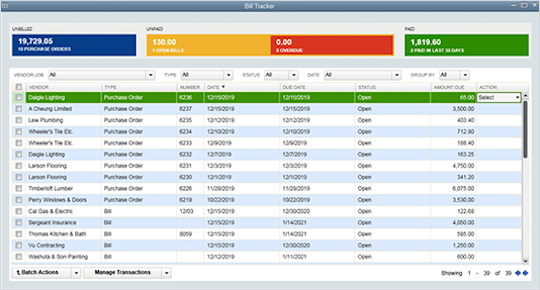 Bill Tracker
UNBILLED UNPAID PAID
19,729.05 130.00 0.00 1,819.60
10 PURCHASE ORDERS 1 OPEN BILLS 0 OVERDUE 2 PAID IN LAST 30 DAYS
VENDOR/JOB All TYPE All STATUS All DATE All GROUP BY All
VENDOR TYPE NUMBER DATE DUE DATE STATUS AMOUNT DUE ACTION
Daigle Lighting Purchase Order 6236 12/15/2019 12/15/2019 Open 65.00 Select
A Cheung Limited Purchase Order 6237 12/15/2019 12/15/2019 Open 3,500.00
Lew Plumbing Purchase Order 6235 12/12/2019 12/12/2019 Open 403.40
Wheeler's Tile Etc. Purchase Order 6234 12/10/2019 12/10/2019 Open 712.80
Wheeler's Tile Etc. Purchase Order 6233 12/9/2019 12/9/2019 Open 188.40
Daigle Lighting Purchase Order 6232 12/7/2019 12/7/2019 Open 163.25
Larson Flooring Purchase Order 6231 12/3/2019 12/3/2019 Open 4,750.00
Larson Flooring Purchase Order 6230 12/1/2019 12/1/2019 Open 341.20
Timberloft Lumber Purchase Order 6226 11/28/2019 11/28/2019 Open 6,075.00
Perry Windows & Doors Purchase Order 6219 10/22/2019 10/22/2019 Open 3,530.00
Cal Gas & Electric Bill 12/03 12/15/2019 12/30/2020 Open 122.68
Sergeant Insurance Bill 12/15/2019 1/14/2021 Open 4,050.00
Thomas Kitchen & Bath Bill 8059 12/15/2019 1/14/2021 Open 585.00
Vu Contracting Bill 12/15/2019 12/30/2020 Open 1,250.00
Washuta & Son Painting Bill 12/12/2019 1/11/2021 Open 600.00
Batch Actions Manage Transactions Showing 1 - 39 of 39